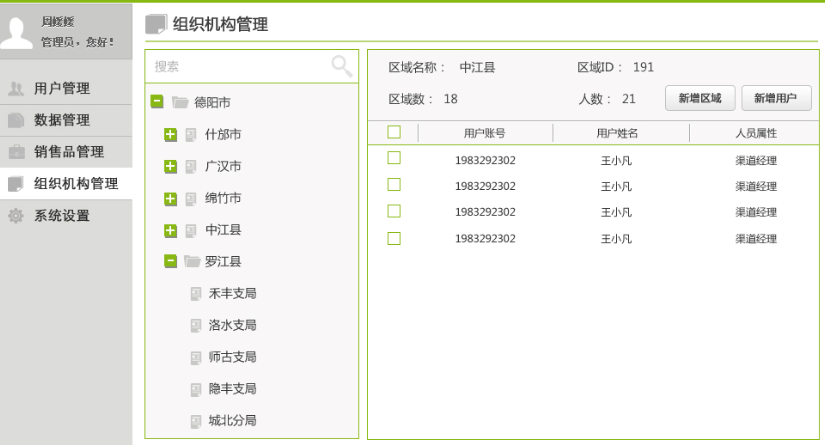 周媛媛
管理员，您好！
用户管理
数据管理
销售品管理
组织机构管理
系统设置
组织机构管理
搜索
德阳市
什邡市
广汉市
绵竹市
中江县
罗江县
禾丰支局
洛水支局
师古支局
隐丰支局
城北分局
区域名称： 中江县 区域ID： 191
区域数： 18 人数： 21 新增区域 新增用户
用户账号 用户姓名 人员属性
1983292302 王小凡 渠道经理
1983292302 王小凡 渠道经理
1983292302 王小凡 渠道经理
1983292302 王小凡 渠道经理